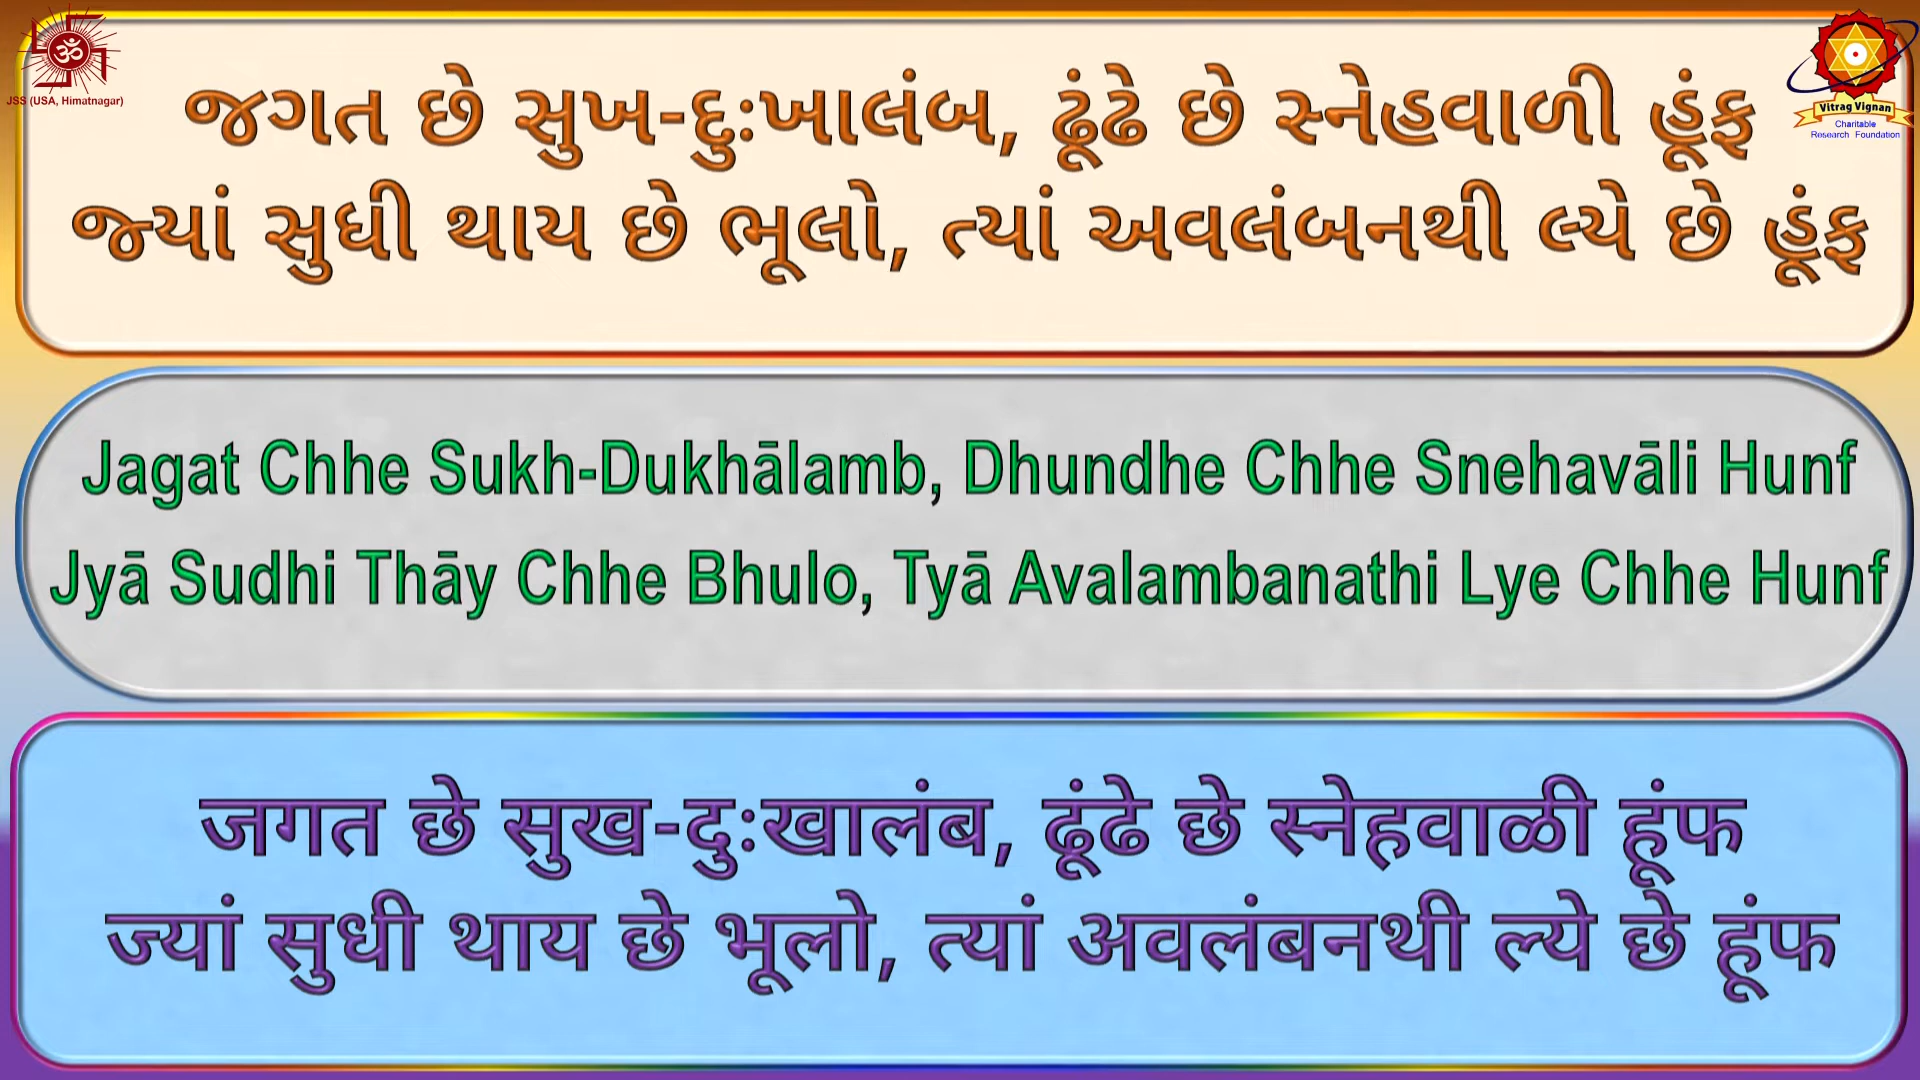 ॐ
JSS (USA, Himatnagar)
Vitrag Vignan
Charitable
Research Foundation
જગત છે સુખ-દુઃખાલંબ, ઢૂંઢે છે સ્નેહવાળી હૂંફ
જ્યાં સુધી થાય છે ભૂલો, ત્યાં અવલંબનથી લ્યે છે હૂંફ
Jagat Chhe Sukh-Dukhālamb, Dhundhe Chhe Snehavāli Hunf
Jyā Sudhi Thāy Chhe Bhulo, Tyā Avalambanathi Lye Chhe Hunf
जगत छे सुख-दुःखालंब, ढूंढे छे स्नेहवाळी हूंफ
ज्यां सुधी थाय छे भूलो, त्यां अवलंबनथी ल्ये छे हूंफ